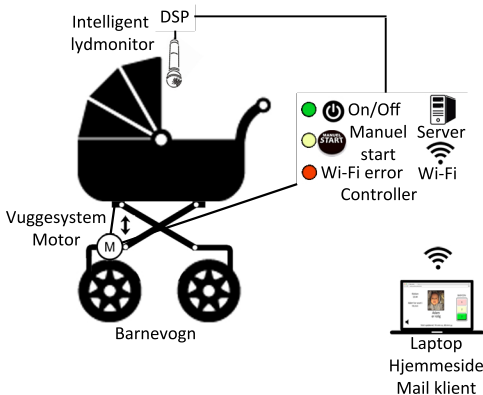 Intelligent
lydmonitor
DSP
On/Off
MANUEL
START
Manuel
start
Wi-Fi error
Controller
Server
Wi-Fi
Vuggesystem
Motor
M
Barnevogn
Laptop
Hjemmeside
Mail klient